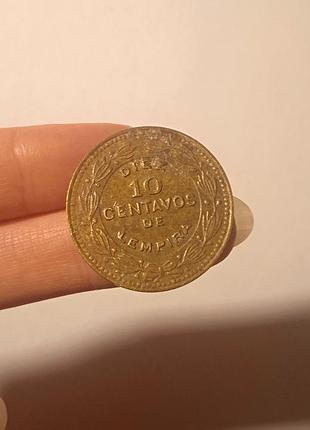 DIEZ
10
CENTAVOS
DE
LEMPIRA